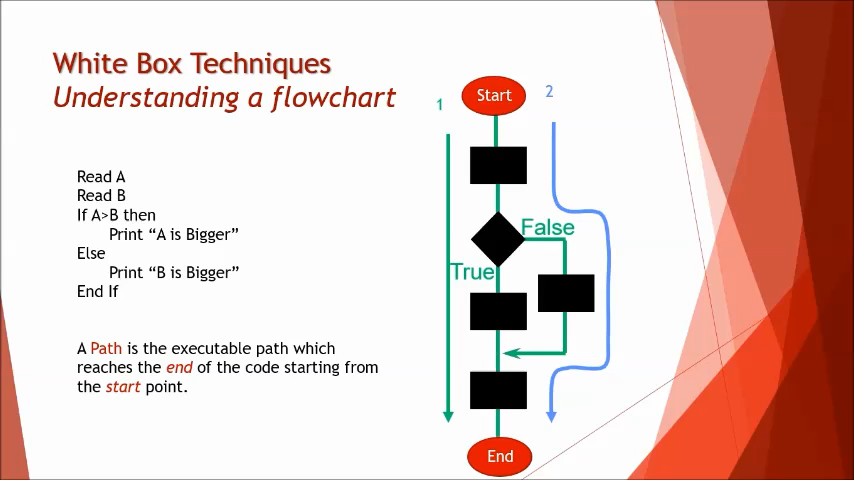 White Box Techniques
Understanding a flowchart
Read A
Read B
If A>B then
Print “A is Bigger”
Else
Print “B is Bigger”
End If
A Path is the executable path which
reaches the end of the code starting from
the start point.
1
Start
2
False
True
End